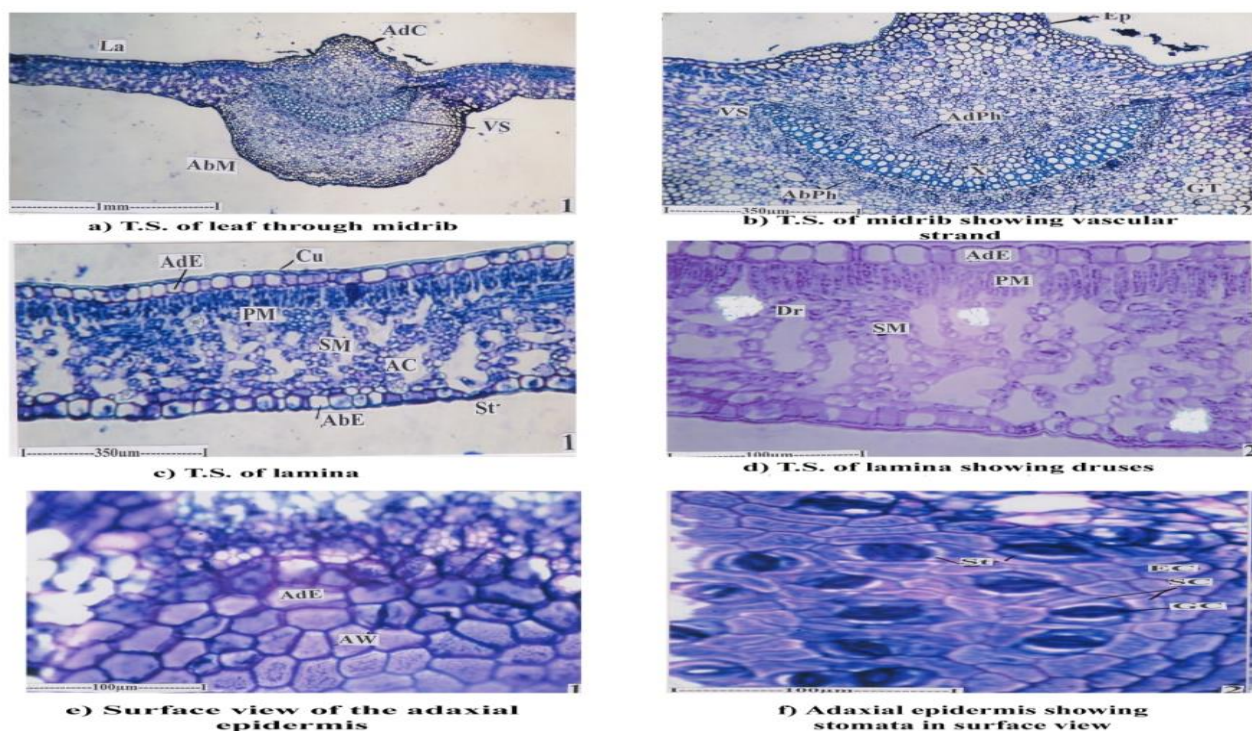 AdC
La
VS
AbM
1mm
1
a) T.S. of leaf through midrib
Ep
VS
AdPh
X
AbPh
GT
350µm
2
b) T.S. of midrib showing vascular
strand
AdE
Cu
PM
SM
AC
AbE
St
350µm
1
c) T.S. of lamina
AdE
PM
Dr
SM
100µm
2
d) T.S. of lamina showing druses
AdE
AW
100µm
1
e) Surface view of the adaxial
epidermis
St
EC
SC
GC
100µm
2
f) Adaxial epidermis showing
stomata in surface view